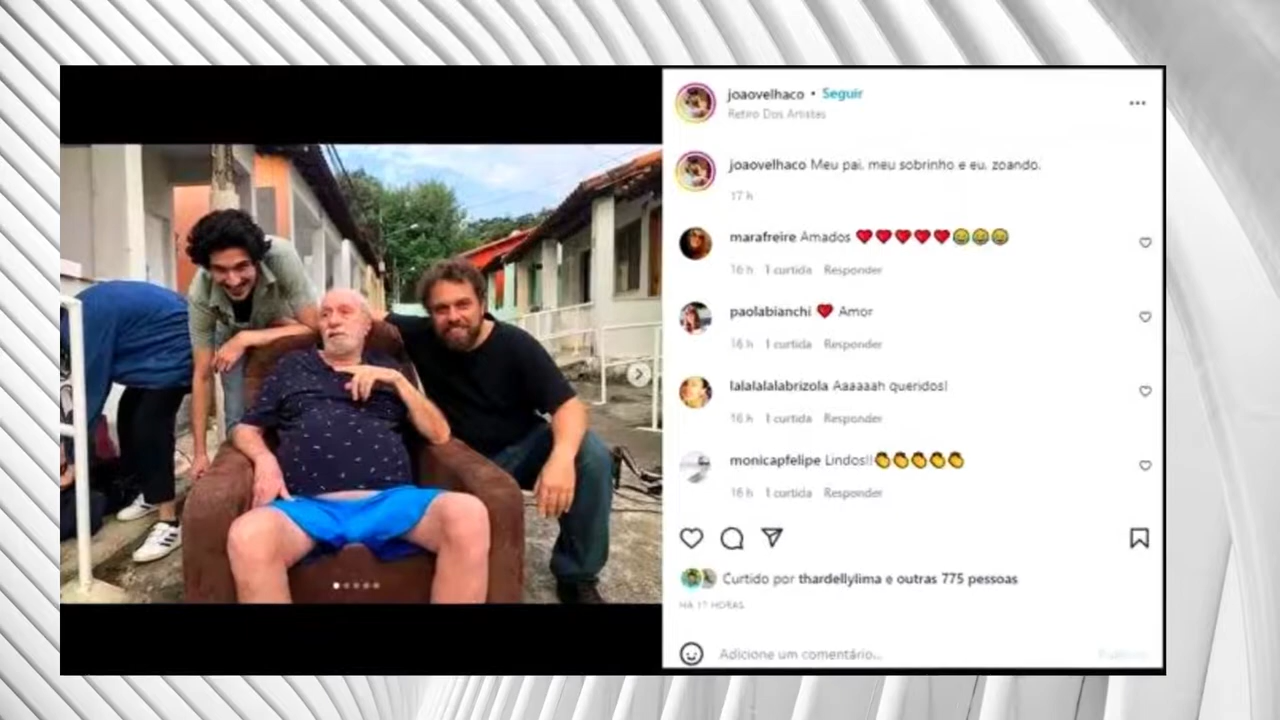 joaovelhaco • Seguir
Retiro Dos Artistas
joaovelhaco Meu pai, meu sobrinho e eu, zoando.
17 h
marafreire Amados ❤️❤️❤️❤️❤️😂😂😂
16 h 1 curtida Responder
paolabianchi ❤️ Amor
16 h 1 curtida Responder
lalalalalabrizola Aaaaaah queridos!
16 h 1 curtida Responder
monicapfelipe Lindos!!👏👏👏👏👏
16 h 1 curtida Responder
Curtido por thardellylima e outras 775 pessoas
HÁ 17 HORAS
Adicione um comentário...